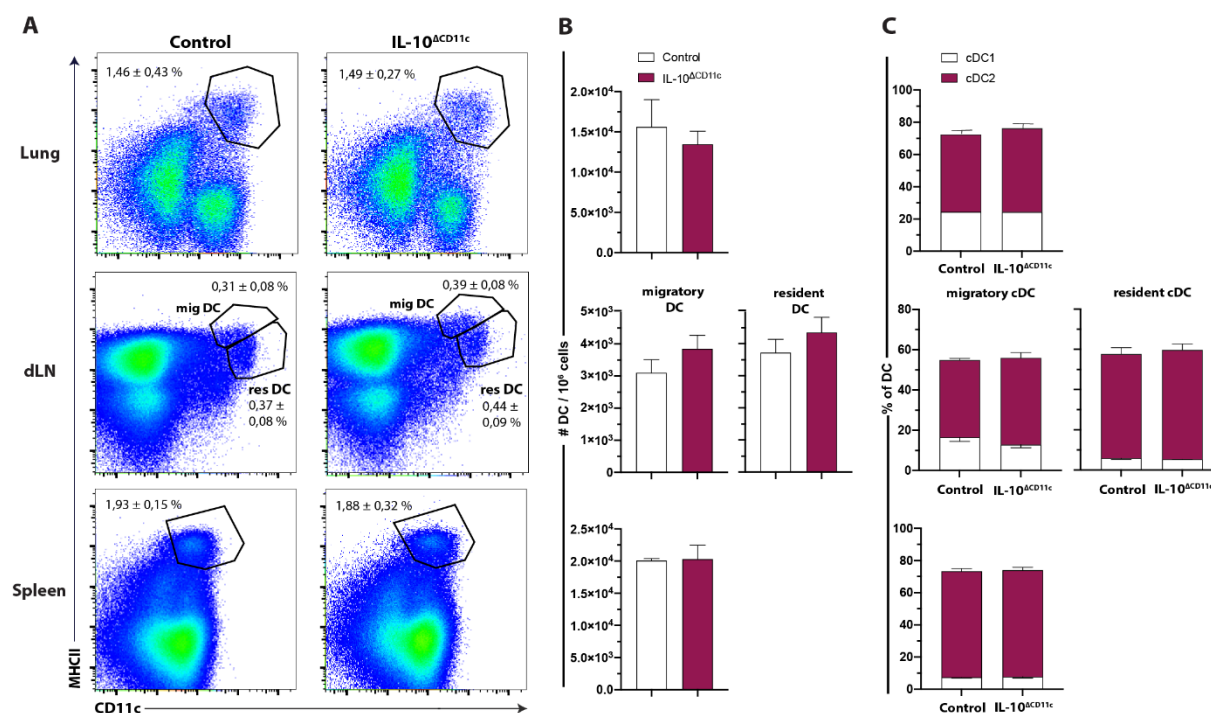 A
Control
IL-10ΔCD11c
Lung
1,46 ± 0,43 %
1,49 ± 0,27 %
dLN
0,31 ± 0,08 %
mig DC
res DC
0,37 ±
0,08 %
0,39 ± 0,08 %
mig DC
res DC
0,44 ±
0,09 %
Spleen
1,93 ± 0,15 %
1,88 ± 0,32 %
MHCII
CD11c
B
Control
IL-10ΔCD11c
# DC / 10⁶ cells
2.0×10⁴
1.5×10⁴
1.0×10⁴
5.0×10³
0.0
migratory
DC
resident
DC
5×10³
4×10³
3×10³
2×10³
1×10³
0
2.5×10⁴
2.0×10⁴
1.5×10⁴
1.0×10⁴
5.0×10³
0.0
C
cDC1
cDC2
% of DC
100
80
60
40
20
0
Control IL-10ΔCD11c
migratory cDC
resident cDC
80
60
40
20
0
Control IL-10ΔCD11c
Control IL-10ΔCD11c
100
80
60
40
20
0
Control IL-10ΔCD11c